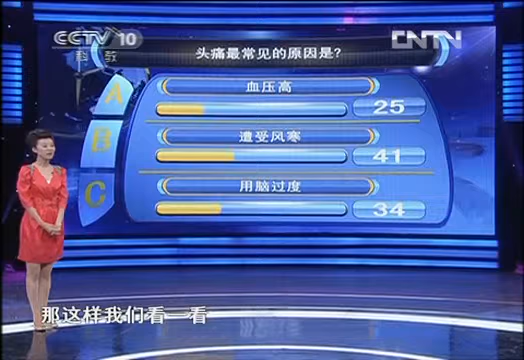 CCTV 10
科教
CNTV
头痛最常见的原因是?
A
血压高
25
B
遭受风寒
41
C
用脑过度
34
那这样我们看一看